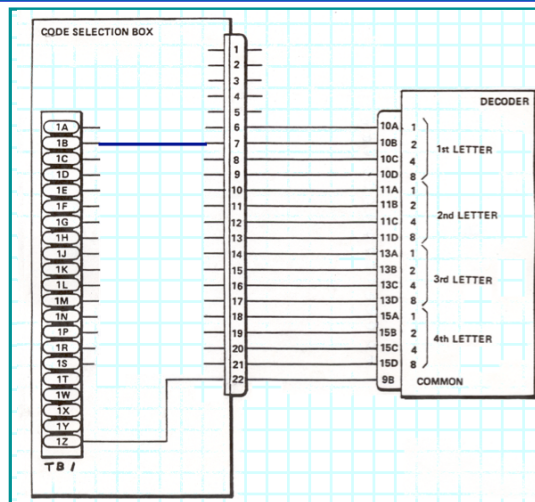 CODE SELECTION BOX
1
2
3
4
5
6
7
8
9
10
11
12
13
14
15
16
17
18
19
20
21
22
1A
1B
1C
1D
1E
1F
1G
1H
1J
1K
1L
1M
1N
1P
1R
1S
1T
1W
1X
1Y
1Z
TB 1
DECODER
10A 1
10B 2
10C 4
10D 8
1st LETTER
11A 1
11B 2
11C 4
11D 8
2nd LETTER
13A 1
13B 2
13C 4
13D 8
3rd LETTER
15A 1
15B 2
15C 4
15D 8
4th LETTER
9B COMMON